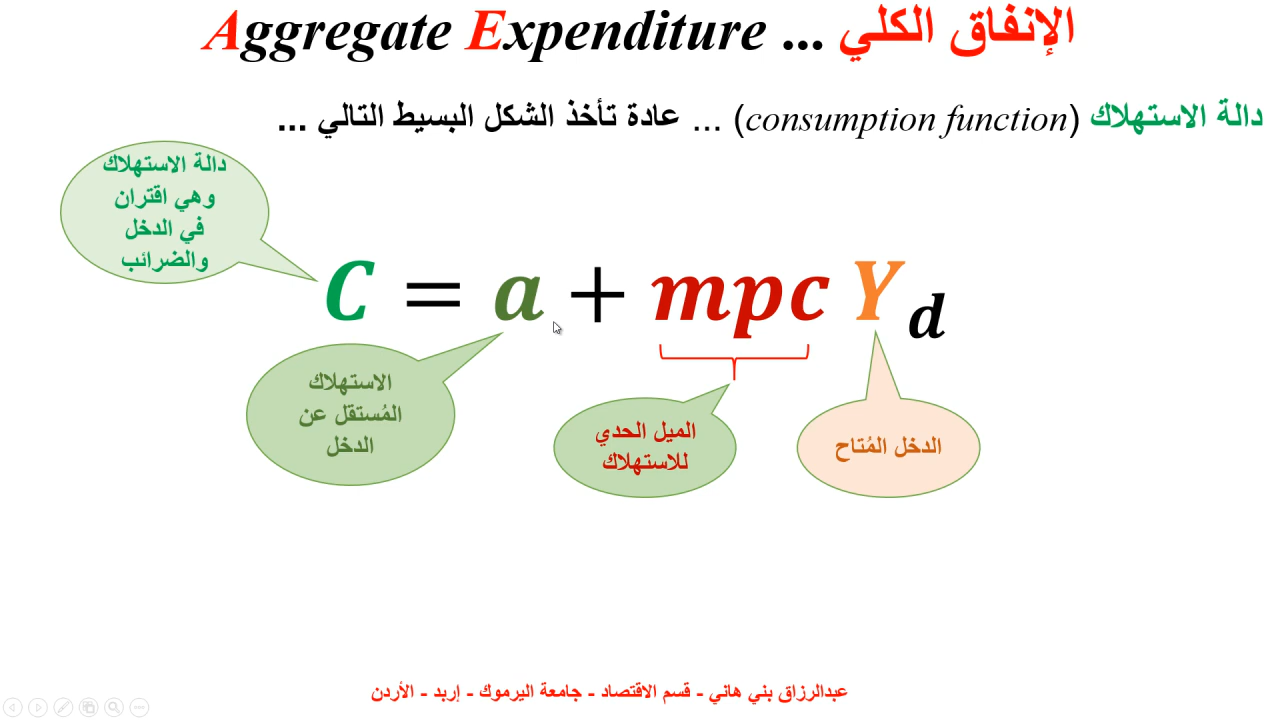 Aggregate Expenditure ... الإنفاق الكلي
دالة الاستهلاك (consumption function) ... عادة تأخذ الشكل البسيط التالي ...
دالة الاستهلاك
وهي اقتران
في الدخل
والضرائب
C = a + mpc Y d
الاستهلاك
المُستقل عن
الدخل
الميل الحدي
للاستهلاك
الدخل المُتاح
عبدالرزاق بني هاني - قسم الاقتصاد - جامعة اليرموك - إربد - الأردن